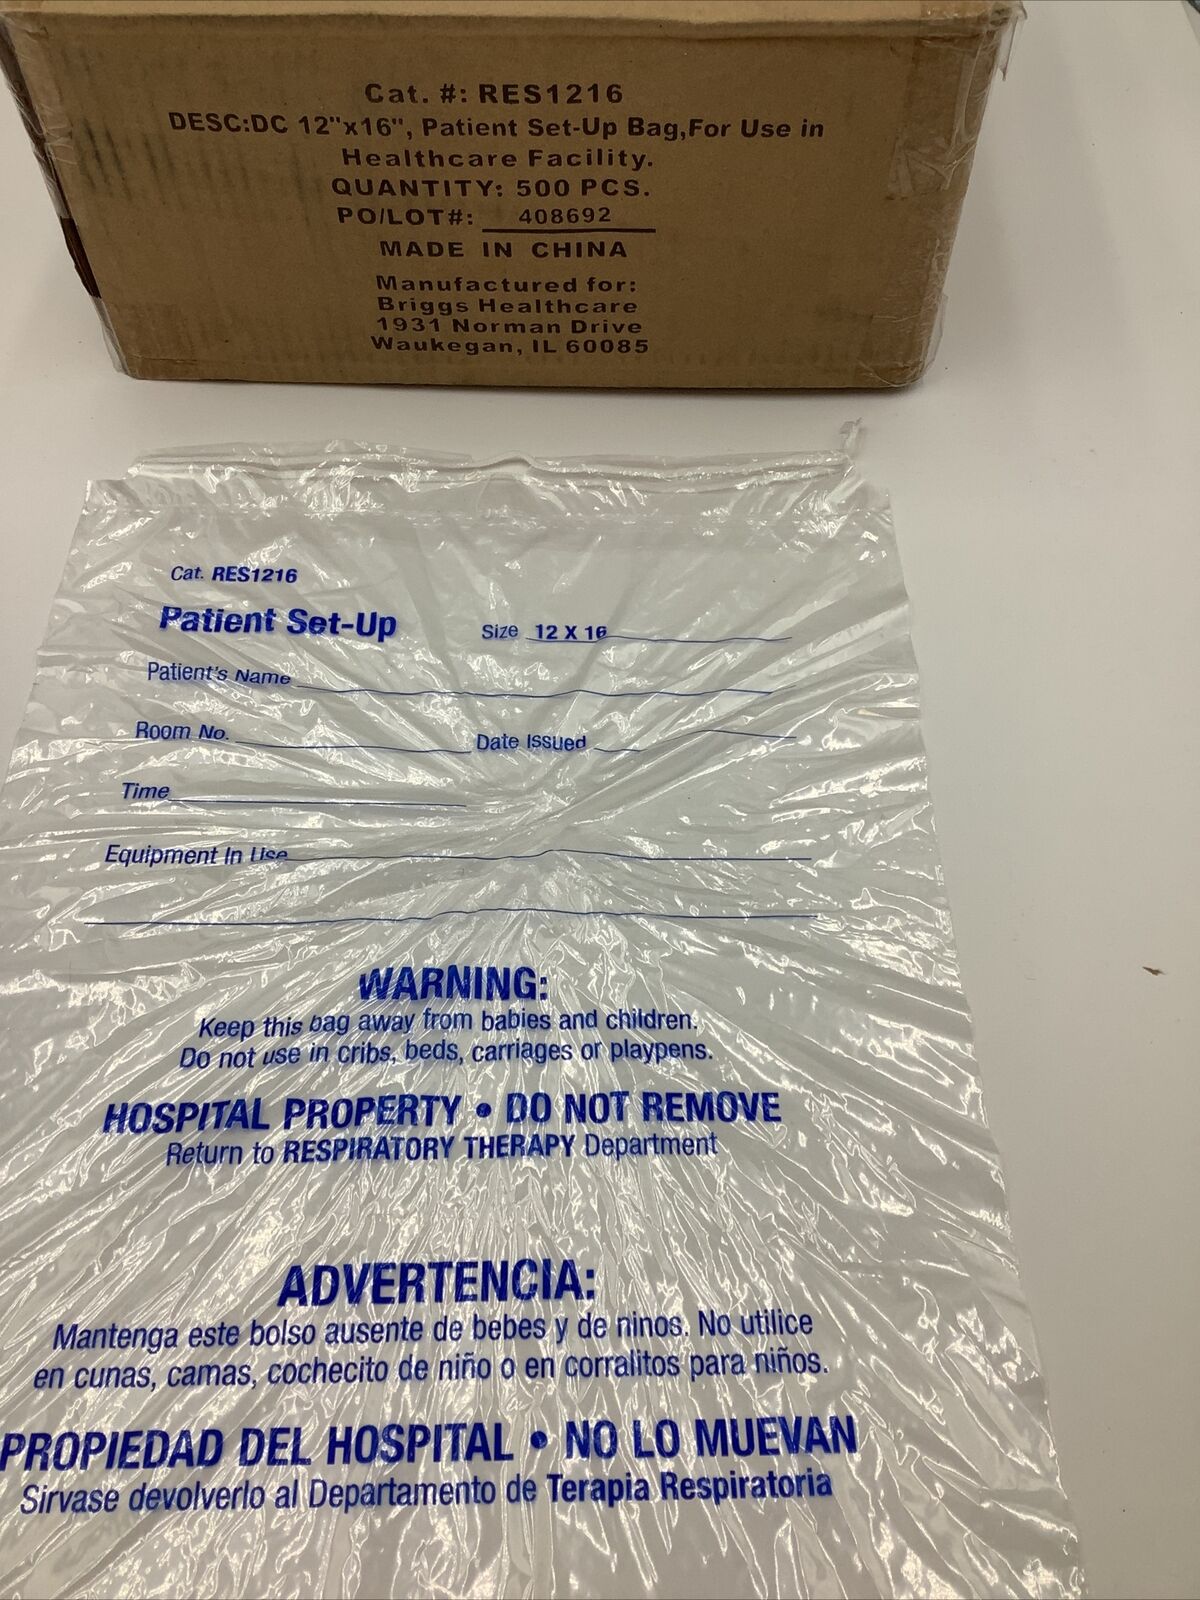 Cat. #: RES1216
DESC:DC 12"x16", Patient Set-Up Bag,For Use in
Healthcare Facility.
QUANTITY: 500 PCS.
PO/LOT#: 408692
MADE IN CHINA
Manufactured for:
Briggs Healthcare
1931 Norman Drive
Waukegan, IL 60085
Cat. RES1216
Patient Set-Up Size 12 X 16
Patient's Name
Room No. Date Issued
Time
Equipment In Use
WARNING:
Keep this bag away from babies and children.
Do not use in cribs, beds, carriages or playpens.
HOSPITAL PROPERTY • DO NOT REMOVE
Return to RESPIRATORY THERAPY Department
ADVERTENCIA:
Mantenga este bolso ausente de bebes y de ninos. No utilice
en cunas, camas, cochecito de niño o en corralitos para niños.
PROPIEDAD DEL HOSPITAL • NO LO MUEVAN
Sirvase devolverlo al Departamento de Terapia Respiratoria